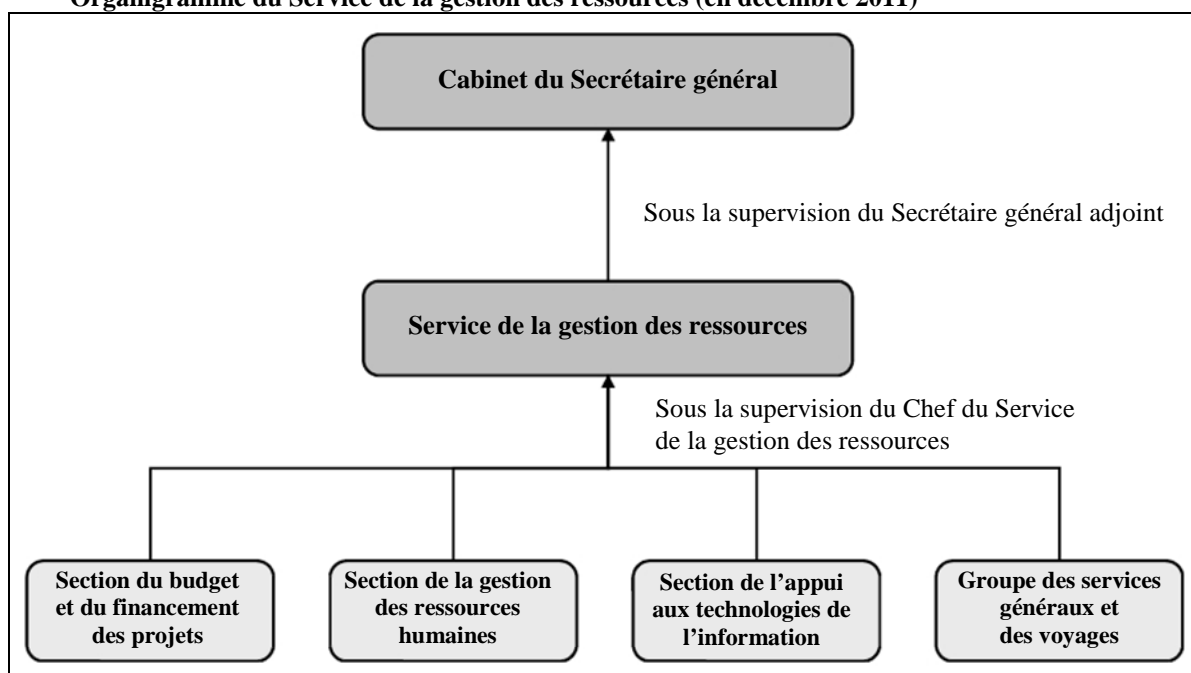 Organigramme du Service de la gestion des ressources (en décembre 2011)
Cabinet du Secrétaire général
Sous la supervision du Secrétaire général adjoint
Service de la gestion des ressources
Sous la supervision du Chef du Service
de la gestion des ressources
Section du budget
et du financement
des projets
Section de la gestion
des ressources
humaines
Section de l’appui
aux technologies de
l’information
Groupe des services
généraux et
des voyages